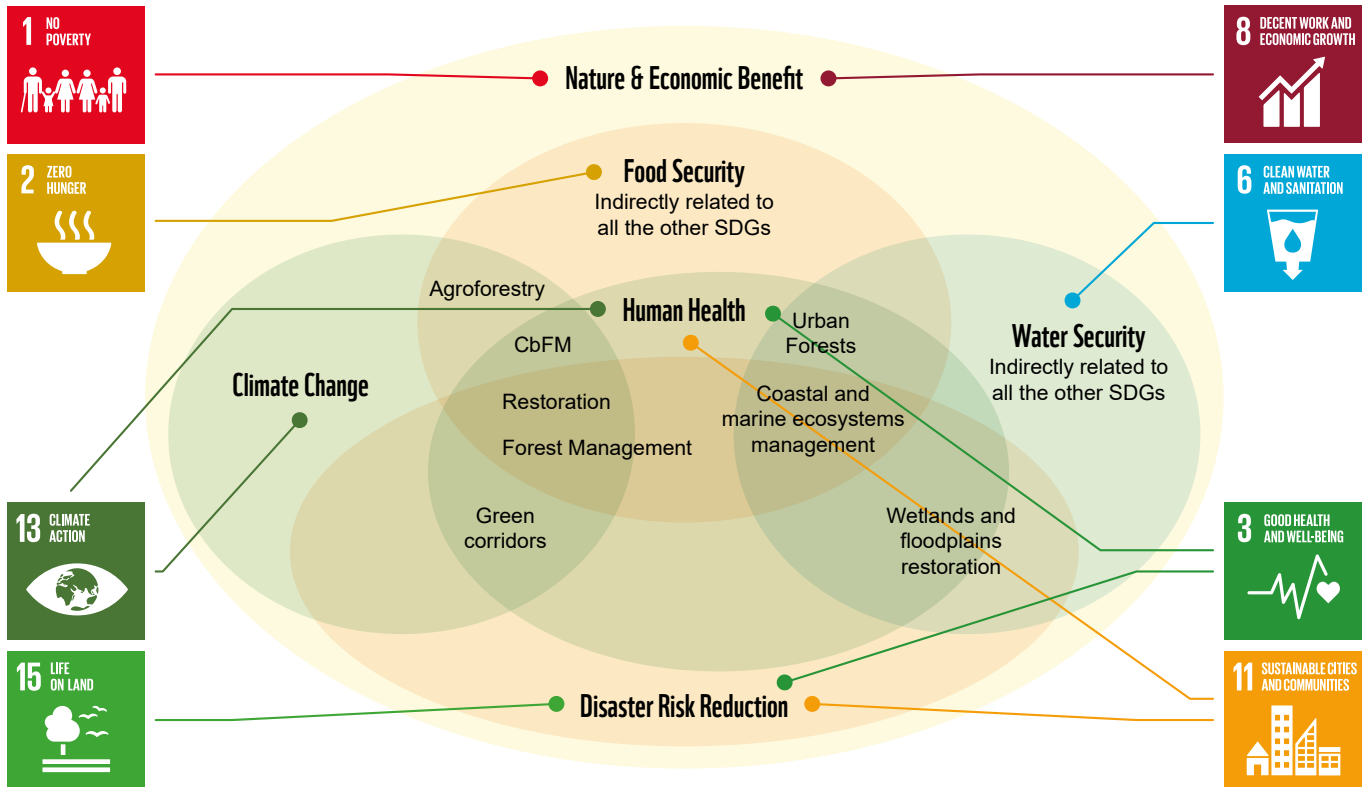 1 NO
POVERTY
2 ZERO
HUNGER
13 CLIMATE
ACTION
15 LIFE
ON LAND
Nature & Economic Benefit
Food Security
Indirectly related to
all the other SDGs
Agroforestry
Human Health
CbFM
Urban
Forests
Climate Change
Restoration
Forest Management
Coastal and
marine ecosystems
management
Water Security
Indirectly related to
all the other SDGs
Green
corridors
Wetlands and
floodplains
restoration
Disaster Risk Reduction
8 DECENT WORK AND
ECONOMIC GROWTH
6 CLEAN WATER
AND SANITATION
3 GOOD HEALTH
AND WELL-BEING
11 SUSTAINABLE CITIES
AND COMMUNITIES